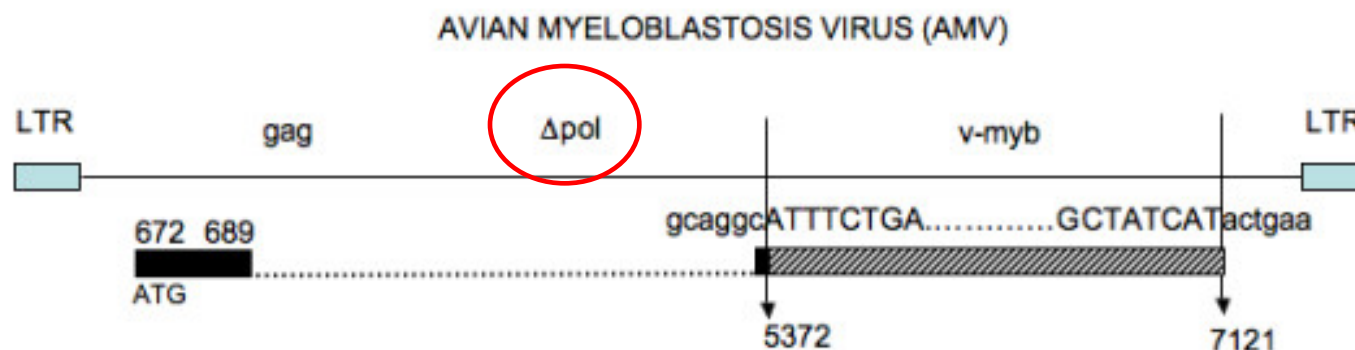 AVIAN MYELOBLASTOSIS VIRUS (AMV)
LTR gag Δpol v-myb LTR
gcaggcATTTCTGA.............GCTATCATactgaa
672 689
ATG
5372 7121